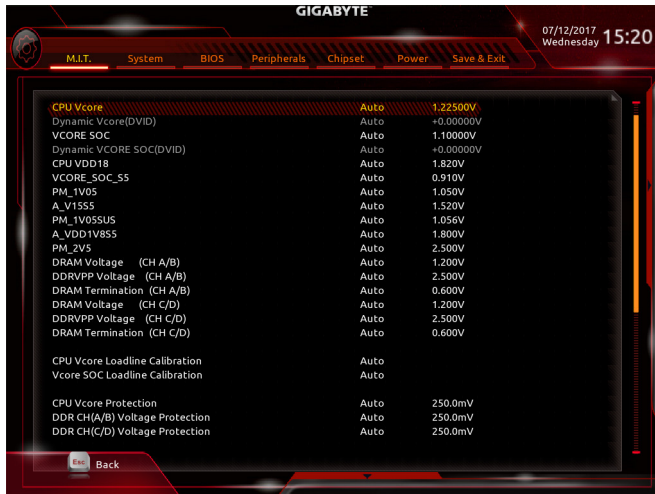 GIGABYTE
07/12/2017 Wednesday 15:20
M.I.T. System BIOS Peripherals Chipset Power Save & Exit
CPU Vcore Auto 1.22500V
Dynamic Vcore(DVID) Auto +0.00000V
VCORE SOC Auto 1.10000V
Dynamic VCORE SOC(DVID) Auto +0.00000V
CPU VDD18 Auto 1.820V
VCORE_SOC_S5 Auto 0.910V
PM_1V05 Auto 1.050V
A_V15S5 Auto 1.520V
PM_1V05SUS Auto 1.056V
A_VDD1V8S5 Auto 1.800V
PM_2V5 Auto 2.500V
DRAM Voltage (CH A/B) Auto 1.200V
DDRVPP Voltage (CH A/B) Auto 2.500V
DRAM Termination (CH A/B) Auto 0.600V
DRAM Voltage (CH C/D) Auto 1.200V
DDRVPP Voltage (CH C/D) Auto 2.500V
DRAM Termination (CH C/D) Auto 0.600V
CPU Vcore Loadline Calibration Auto
Vcore SOC Loadline Calibration Auto
CPU Vcore Protection Auto 250.0mV
DDR CH(A/B) Voltage Protection Auto 250.0mV
DDR CH(C/D) Voltage Protection Auto 250.0mV
Esc Back